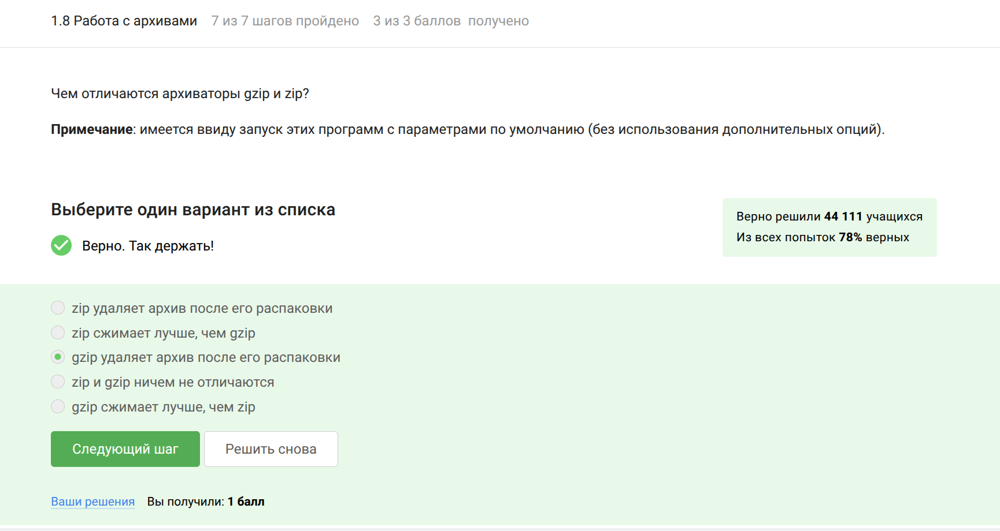 1.8 Работа с архивами 7 из 7 шагов пройдено 3 из 3 баллов получено
Чем отличаются архиваторы gzip и zip?
Примечание: имеется ввиду запуск этих программ с параметрами по умолчанию (без использования дополнительных опций).
Выберите один вариант из списка
Верно. Так держать!
Верно решили 44 111 учащихся
Из всех попыток 78% верных
zip удаляет архив после его распаковки
zip сжимает лучше, чем gzip
gzip удаляет архив после его распаковки
zip и gzip ничем не отличаются
gzip сжимает лучше, чем zip
Следующий шаг Решить снова
Ваши решения Вы получили: 1 балл